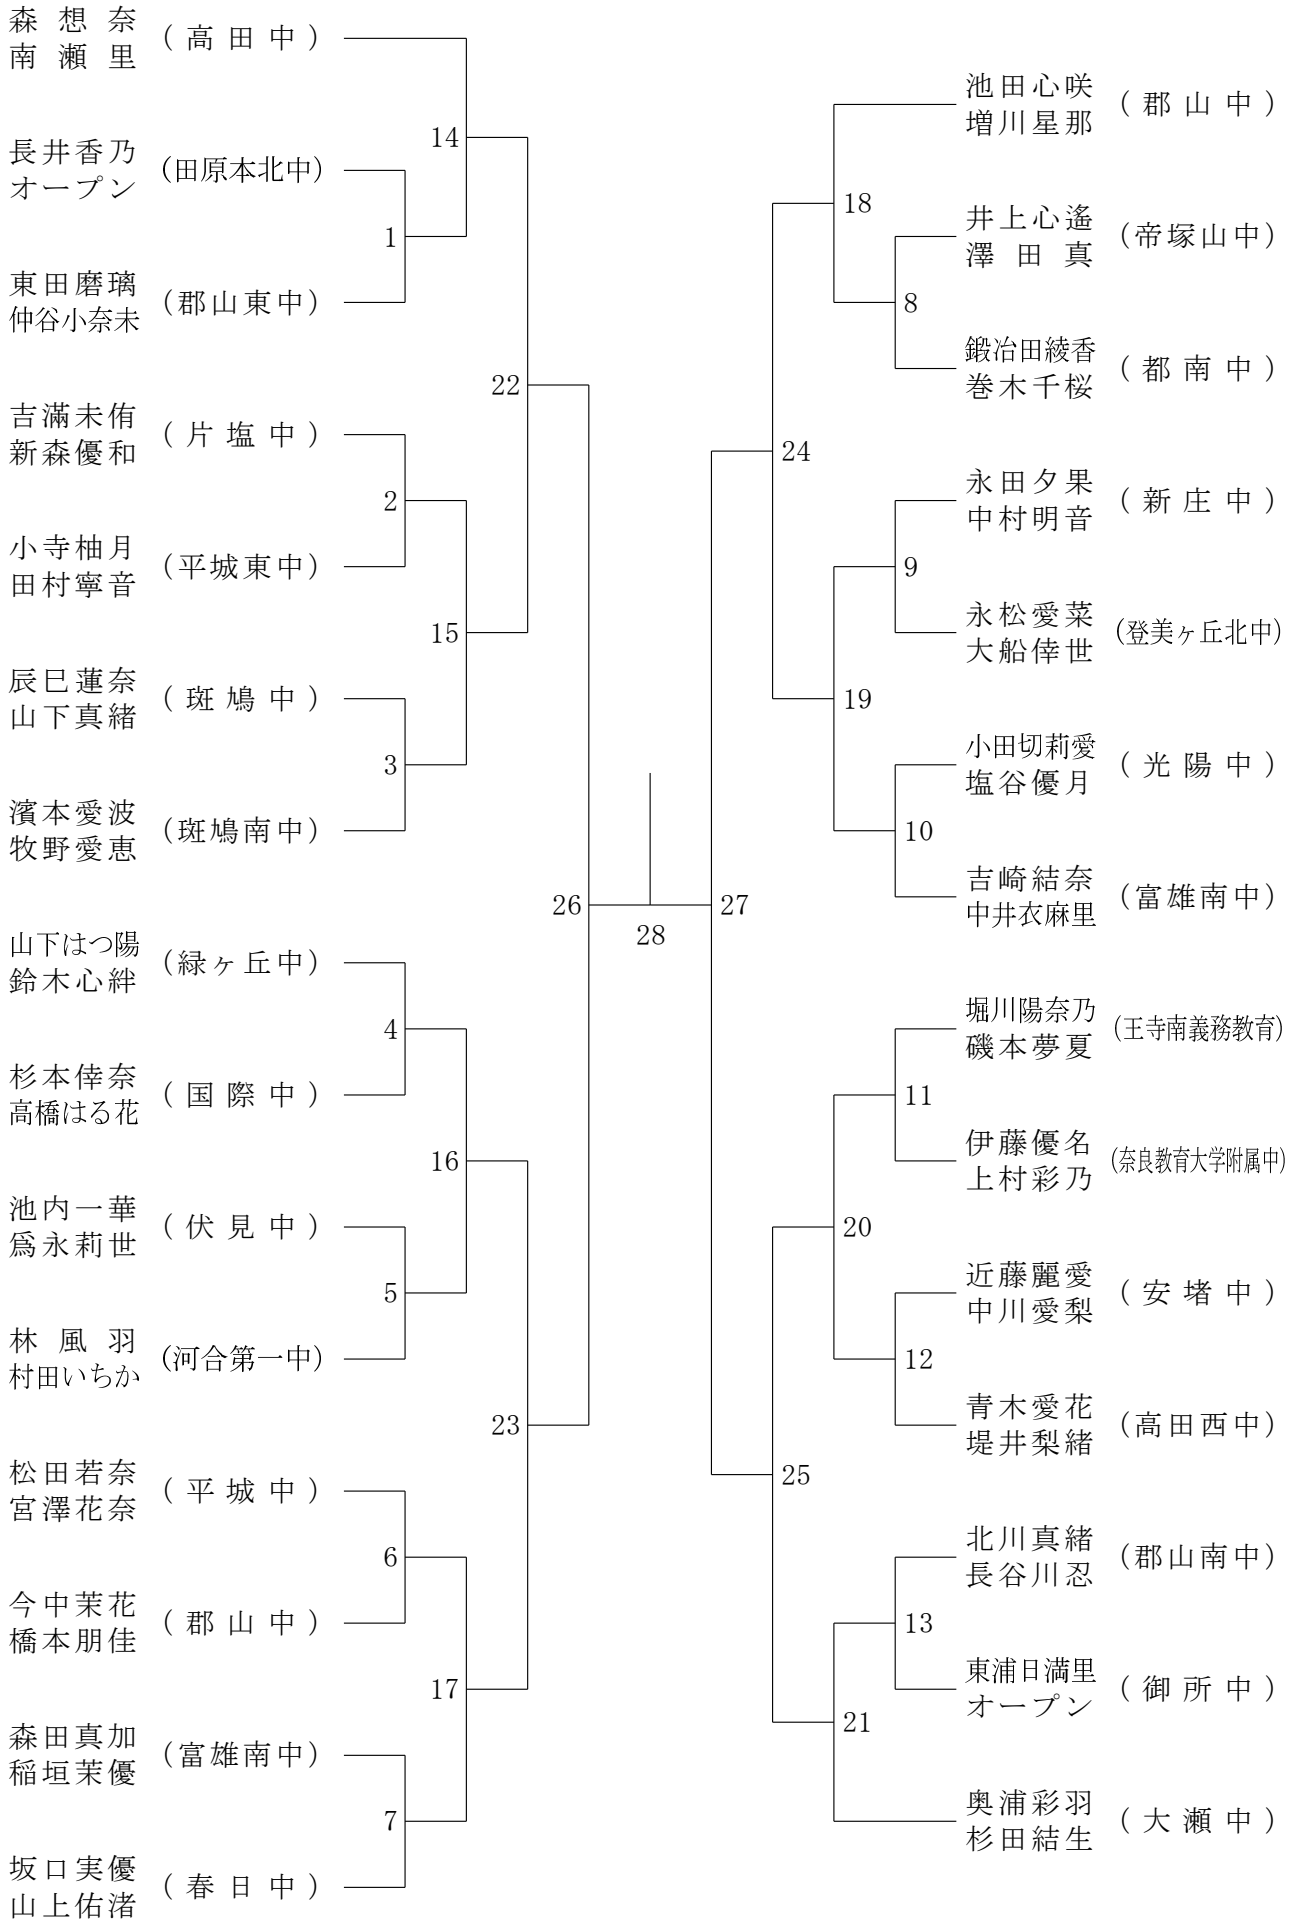 森想奈
南瀬里
(高田中)
長井香乃
オープン
(田原本北中)
東田磨璃
仲谷小奈未
(郡山東中)
吉満未侑
新森優和
(片塩中)
小寺柚月
田村寧音
(平城東中)
辰巳蓮奈
山下真緒
(斑鳩中)
濱本愛波
牧野愛恵
(斑鳩南中)
山下はつ陽
鈴木心絆
(緑ヶ丘中)
杉本倖奈
高橋はる花
(国際中)
池内一華
爲永莉世
(伏見中)
林風羽
村田いちか
(河合第一中)
松田若奈
宮澤花奈
(平城中)
今中茉花
橋本朋佳
(郡山中)
森田真加
稲垣茉優
(富雄南中)
坂口実優
山上佑渚
(春日中)
1
2
3
4
5
6
7
14
15
16
17
22
23
26
28
27
24
25
18
19
20
21
8
9
10
11
12
13
池田心咲
増川星那
(郡山中)
井上心遙
澤田真
(帝塚山中)
鍛冶田綾香
巻木千桜
(都南中)
永田夕果
中村明音
(新庄中)
永松愛菜
大船倖世
(登美ヶ丘北中)
小田切莉愛
塩谷優月
(光陽中)
吉崎結奈
中井衣麻里
(富雄南中)
堀川陽奈乃
磯本夢夏
(王寺南義務教育)
伊藤優名
上村彩乃
(奈良教育大学附属中)
近藤麗愛
中川愛梨
(安堵中)
青木愛花
堤井梨緒
(高田西中)
北川真緒
長谷川忍
(郡山南中)
東浦日満里
オープン
(御所中)
奥浦彩羽
杉田結生
(大瀬中)